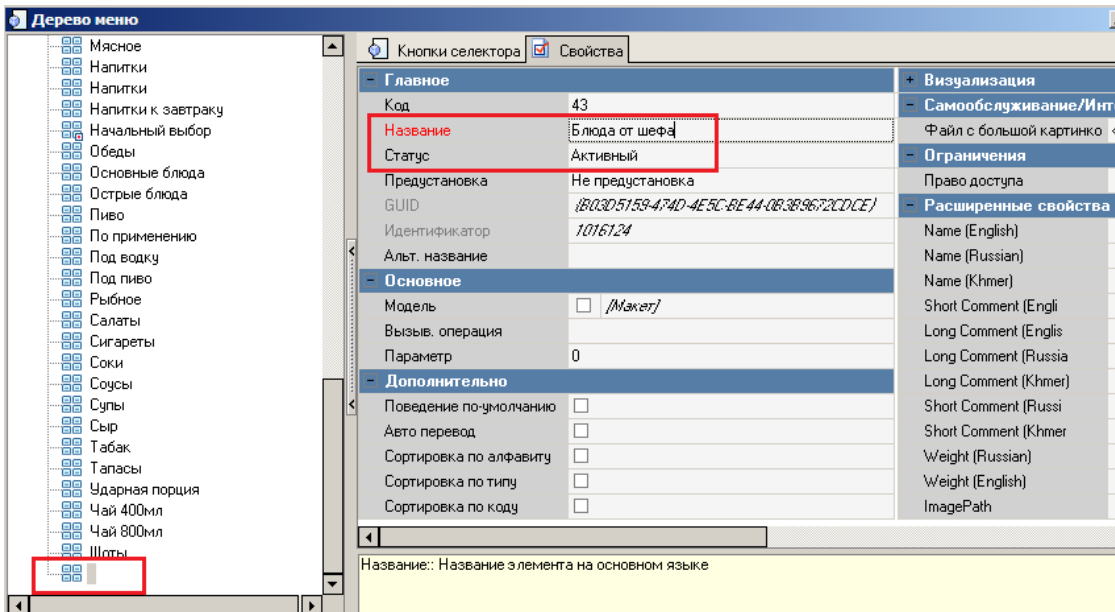 Дерево меню
Мясное
Напитки
Напитки
Напитки к завтраку
Начальный выбор
Обеды
Основные блюда
Острые блюда
Пиво
По применению
Под водку
Под пиво
Рыбное
Салаты
Сигареты
Соки
Соусы
Супы
Сыр
Табак
Тапасы
Ударная порция
Чай 400мл
Чай 800мл
Шоты
Кнопки селектора Свойства
Главное
Код 43
Название Блюда от шефа
Статус Активный
Предустановка Не предустановка
GUID {B03D5159-474D-4E5C-BE44-0B3B9672CDCE}
Идентификатор 1016124
Альт. название
Основное
Модель [Макет]
Вызыв. операция
Параметр 0
Дополнительно
Поведение по-умолчанию
Авто перевод
Сортировка по алфавиту
Сортировка по типу
Сортировка по коду
Визуализация
Самообслуживание/Инт
Файл с большой картинко
Ограничения
Право доступа
Расширенные свойства
Name (English)
Name (Russian)
Name (Khmer)
Short Comment (Engli
Long Comment (Englis
Long Comment (Russia
Long Comment (Khmer)
Short Comment (Russi
Short Comment (Khmer
Weight (Russian)
Weight (English)
ImagePath
Название:: Название элемента на основном языке